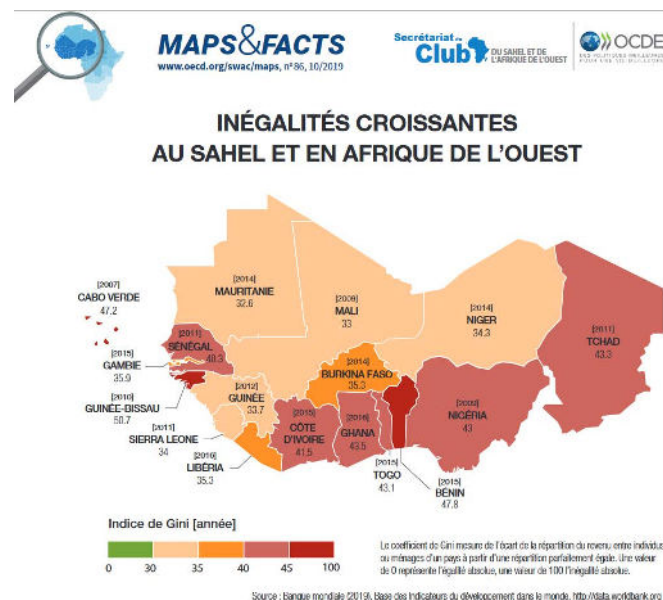 MAPS&FACTS
www.oecd.org/swac/maps, n°86, 10/2019
Secrétariat du
Club DU SAHEL ET DE
L'AFRIQUE DE L'OUEST
OCDE
INÉGALITÉS CROISSANTES
AU SAHEL ET EN AFRIQUE DE L'OUEST
[2007]
CABO VERDE
47.2
[2014]
MAURITANIE
32.6
[2009]
MALI
33
[2014]
NIGER
34.3
[2011]
TCHAD
43.3
[2011]
SÉNÉGAL
40.3
[2015]
GAMBIE
35.9
[2010]
GUINÉE-BISSAU
50.7
[2012]
GUINÉE
33.7
[2011]
SIERRA LEONE
34
[2016]
LIBÉRIA
35.3
[2015]
CÔTE
D'IVOIRE
41.5
[2014]
BURKINA FASO
35.3
[2016]
GHANA
43.5
[2015]
TOGO
43.1
[2015]
BÉNIN
47.8
[2009]
NIGÉRIA
43
Indice de Gini [année]
0 30 35 40 45 100
Le coefficient de Gini mesure de l'écart de la répartition du revenu entre individus
ou ménages d'un pays à partir d'une répartition parfaitement égale. Une valeur
de 0 représente l'égalité absolue, une valeur de 100 l'inégalité absolue.
Source : Banque mondiale (2019), Base des Indicateurs du développement dans le monde, http://data.worldbank.org